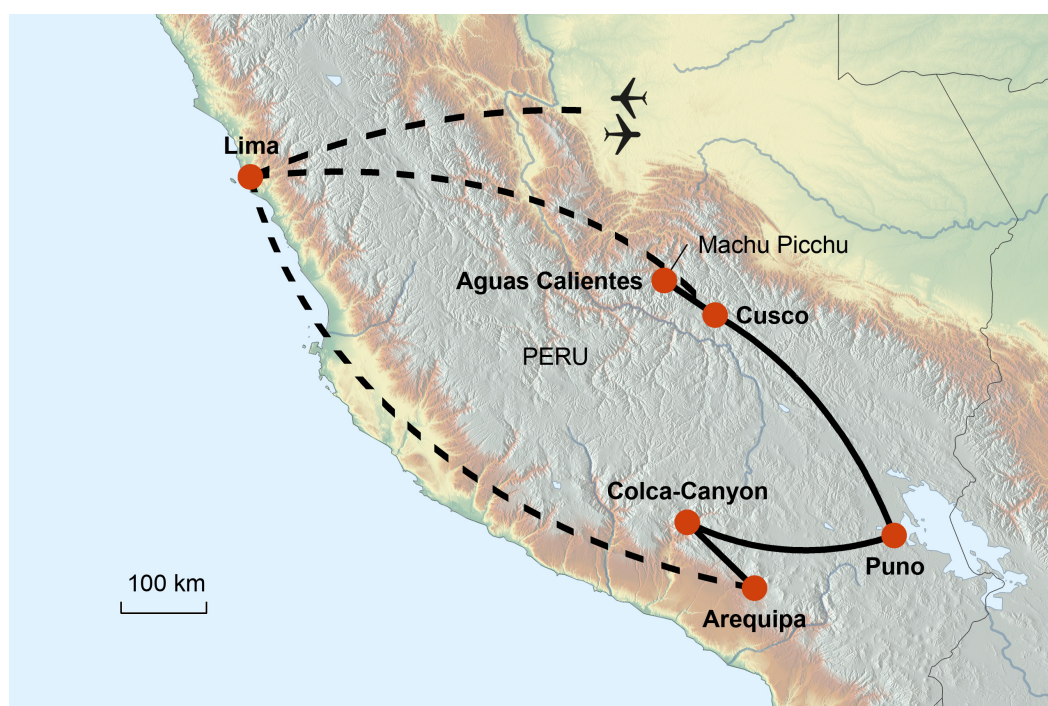 Lima
Machu Picchu
Aguas Calientes
Cusco
PERU
Colca-Canyon
Puno
100 km
Arequipa